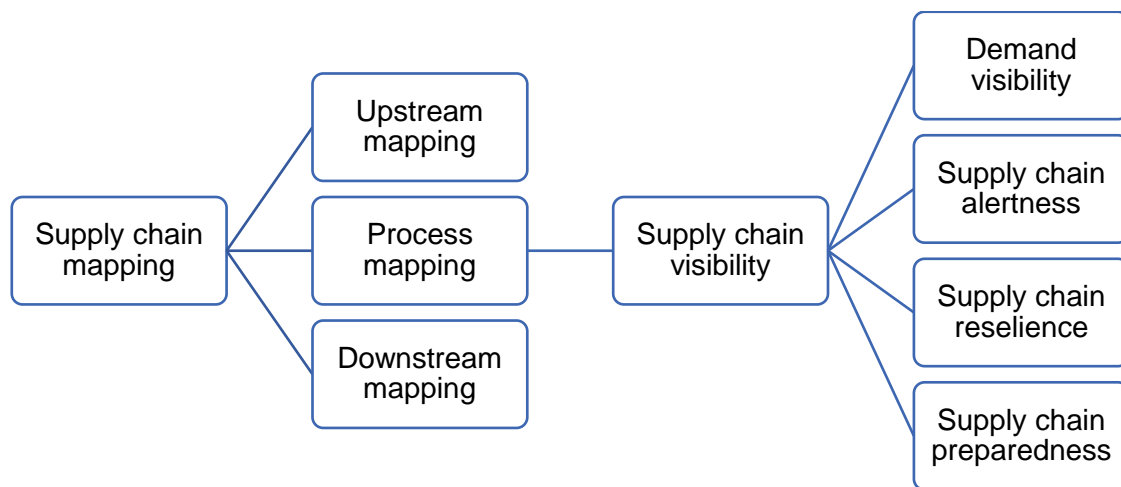 Supply chain
mapping
Upstream
mapping
Process
mapping
Downstream
mapping
Supply chain
visibility
Demand
visibility
Supply chain
alertness
Supply chain
reselience
Supply chain
preparedness